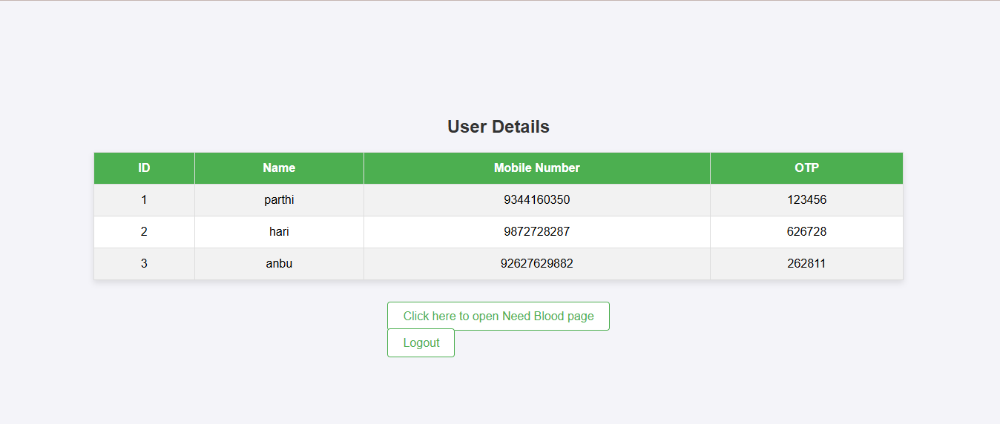 User Details
ID Name Mobile Number OTP
1 parthi 9344160350 123456
2 hari 9872728287 626728
3 anbu 92627629882 262811
Click here to open Need Blood page
Logout